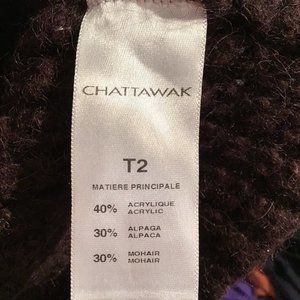 CHATTAWAK
T2
MATIERE PRINCIPALE
40% ACRYLIQUE
ACRYLIC
30% ALPAGA
ALPACA
30% MOHAIR
MOHAIR